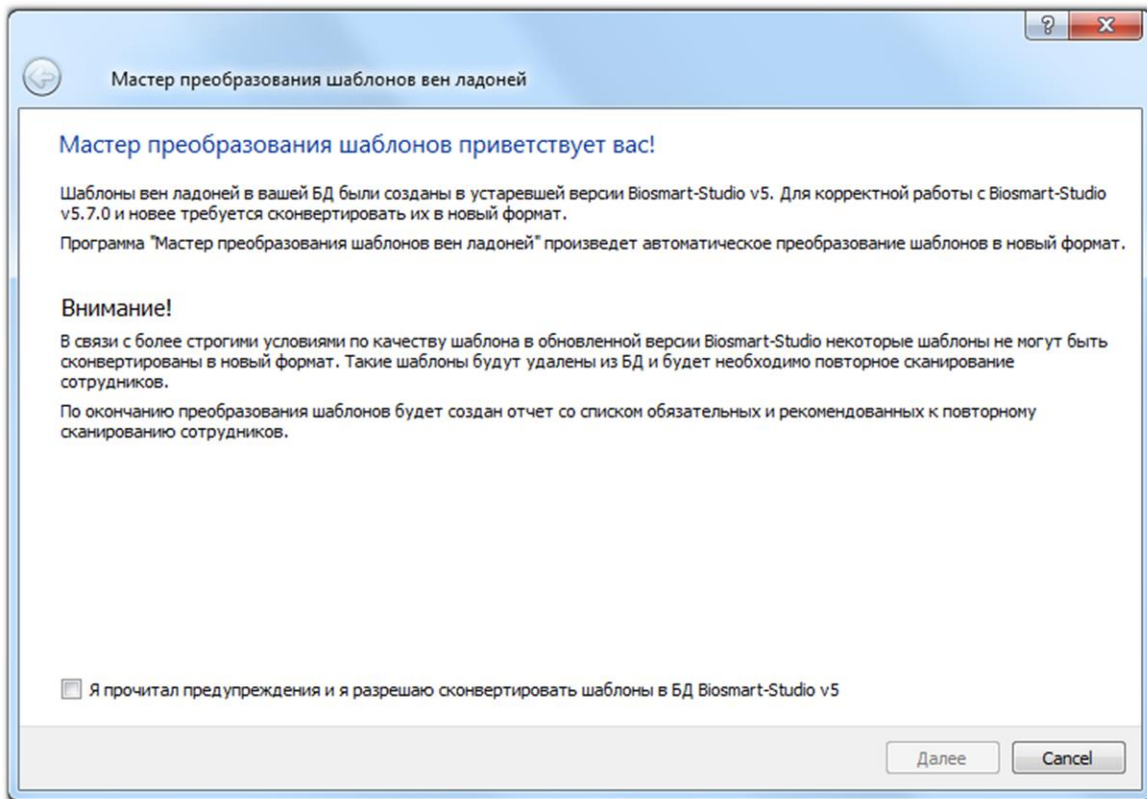 Мастер преобразования шаблонов вен ладоней
Мастер преобразования шаблонов приветствует вас!
Шаблоны вен ладоней в вашей БД были созданы в устаревшей версии Biosmart-Studio v5. Для корректной работы с Biosmart-Studio
v5.7.0 и новее требуется сконвертировать их в новый формат.
Программа "Мастер преобразования шаблонов вен ладоней" произведет автоматическое преобразование шаблонов в новый формат.
Внимание!
В связи с более строгими условиями по качеству шаблона в обновленной версии Biosmart-Studio некоторые шаблоны не могут быть
сконвертированы в новый формат. Такие шаблоны будут удалены из БД и будет необходимо повторное сканирование
сотрудников.
По окончанию преобразования шаблонов будет создан отчет со списком обязательных и рекомендованных к повторному
сканированию сотрудников.
Я прочитал предупреждения и я разрешаю сконвертировать шаблоны в БД Biosmart-Studio v5
Далее
Cancel